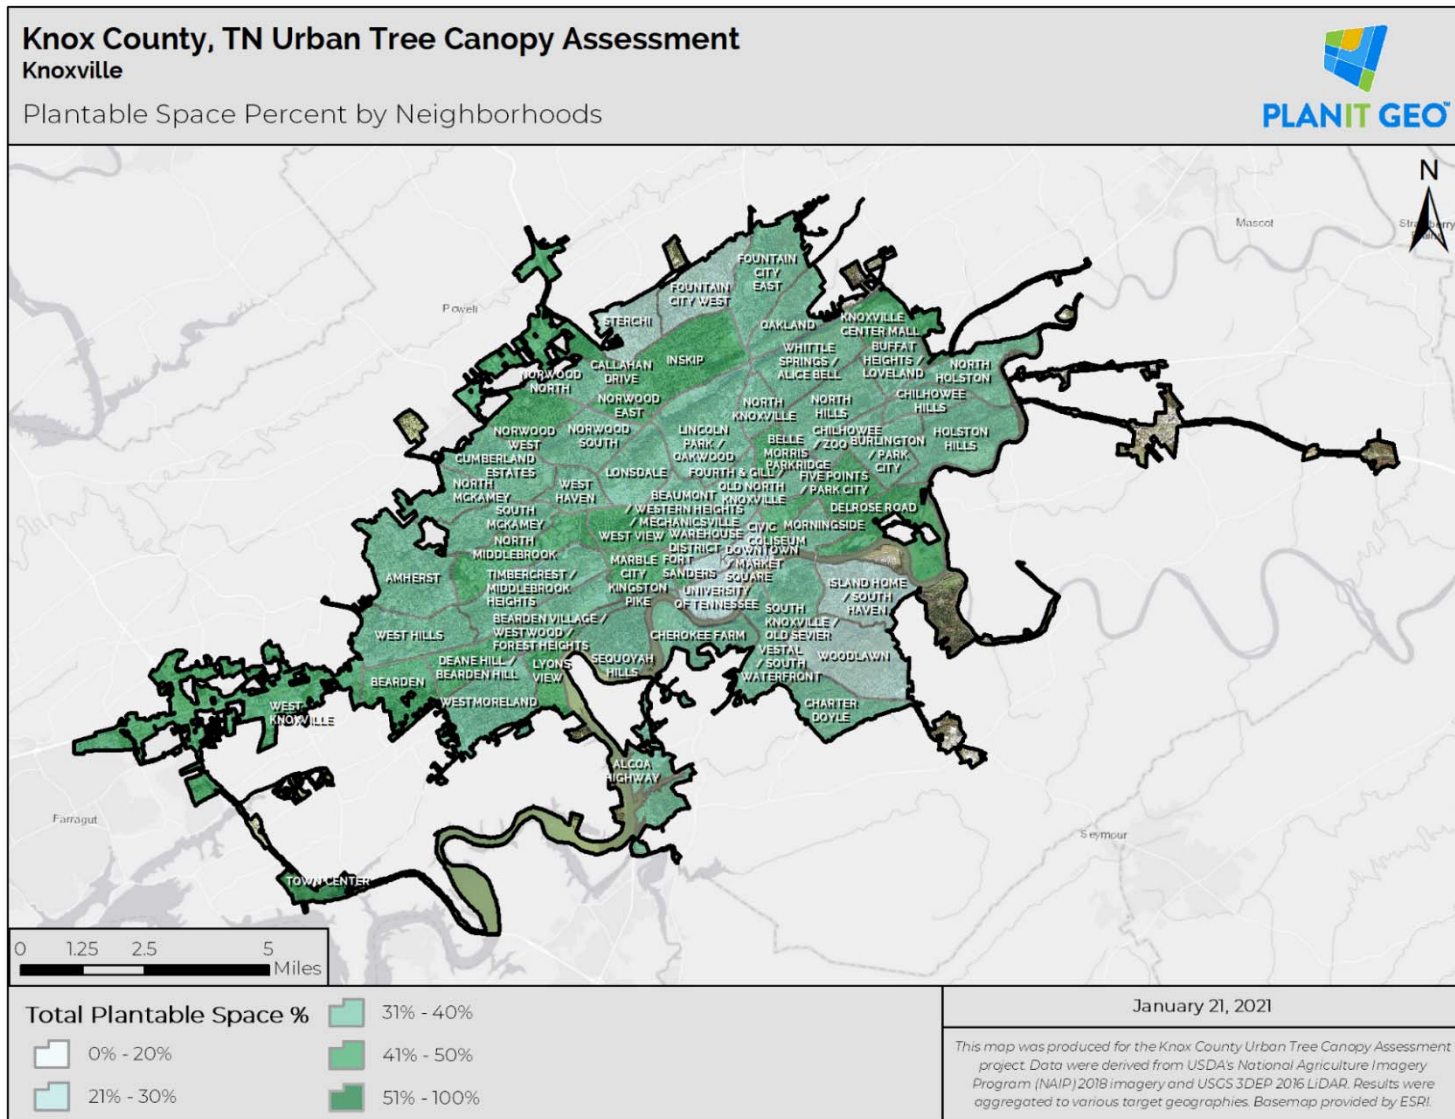 Knox County, TN Urban Tree Canopy Assessment
Knoxville
Plantable Space Percent by Neighborhoods
PLANIT GEO™
N
Mascot
Powell
FOUNTAIN
CITY
EAST
FOUNTAIN
CITY WEST
STERCHI
OAKLAND
KNOXVILLE
CENTER MALL
CALLAHAN
DRIVE
INSKIP
WHITTLE
SPRINGS /
ALICE BELL
BUFFAT
HEIGHTS /
LOVELAND
NORTH
HOLSTON
NORWOOD
NORTH
NORWOOD
EAST
NORTH
KNOXVILLE
NORTH
HILLS
CHILHOWEE
HILLS
NORWOOD
WEST
NORWOOD
SOUTH
LINCOLN
PARK /
OAKWOOD
BELLE
MORRIS
CHILHOWEE
/ ZOO
BURLINGTON
/ PARK
CITY
HOLSTON
HILLS
CUMBERLAND
ESTATES
LONSDALE
FOURTH & GILL /
OLD NORTH
KNOXVILLE
PARKRIDGE
FIVE POINTS
/ PARK CITY
NORTH
MCKAMEY
WEST
HAVEN
BEAUMONT
/ WESTERN HEIGHTS
/ MECHANICSVILLE
DELROSE ROAD
SOUTH
MCKAMEY
WEST VIEW
WAREHOUSE
DISTRICT
CIVIC
COLISEUM
MORNINGSIDE
NORTH
MIDDLEBROOK
MARBLE
CITY
FORT
SANDERS
DOWNTOWN
/ MARKET
SQUARE
AMHERST
TIMBERCREST /
MIDDLEBROOK
HEIGHTS
KINGSTON
PIKE
UNIVERSITY
OF TENNESSEE
ISLAND HOME
/ SOUTH
HAVEN
WEST HILLS
BEARDEN VILLAGE /
WESTWOOD /
FOREST HEIGHTS
CHEROKEE FARM
SOUTH
KNOXVILLE /
OLD SEVIER
BEARDEN
DEANE HILL /
BEARDEN HILL
LYONS
VIEW
SEQUOYAH
HILLS
VESTAL
/ SOUTH
WATERFRONT
WOODLAWN
WEST
KNOXVILLE
WESTMORELAND
CHARTER
DOYLE
ALCOA
HIGHWAY
Farragut
Seymour
TOWN CENTER
0 1.25 2.5 5
Miles
Total Plantable Space %
0% - 20%
21% - 30%
31% - 40%
41% - 50%
51% - 100%
January 21, 2021
This map was produced for the Knox County Urban Tree Canopy Assessment
project. Data were derived from USDA's National Agriculture Imagery
Program (NAIP) 2018 imagery and USGS 3DEP 2016 LiDAR. Results were
aggregated to various target geographies. Basemap provided by ESRI.